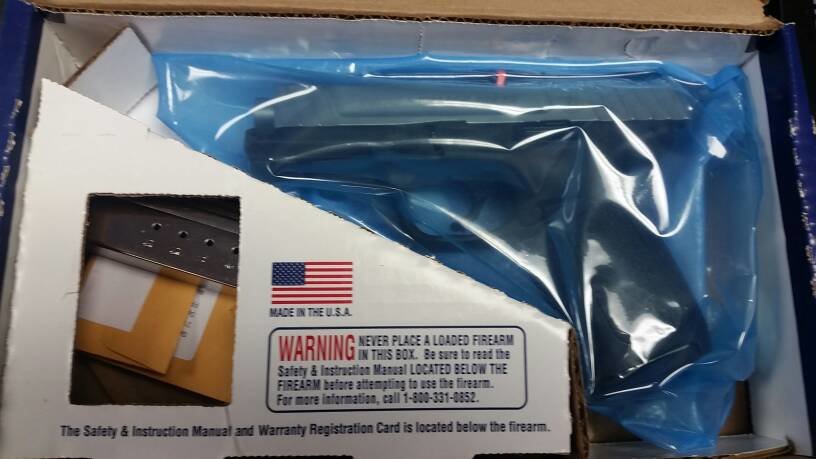 MADE IN THE U.S.A.
WARNING NEVER PLACE A LOADED FIREARM
IN THIS BOX. Be sure to read the
Safety & Instruction Manual LOCATED BELOW THE
FIREARM before attempting to use the firearm.
For more information, call 1-800-331-0852.
The Safety & Instruction Manual and Warranty Registration Card is located below the firearm.